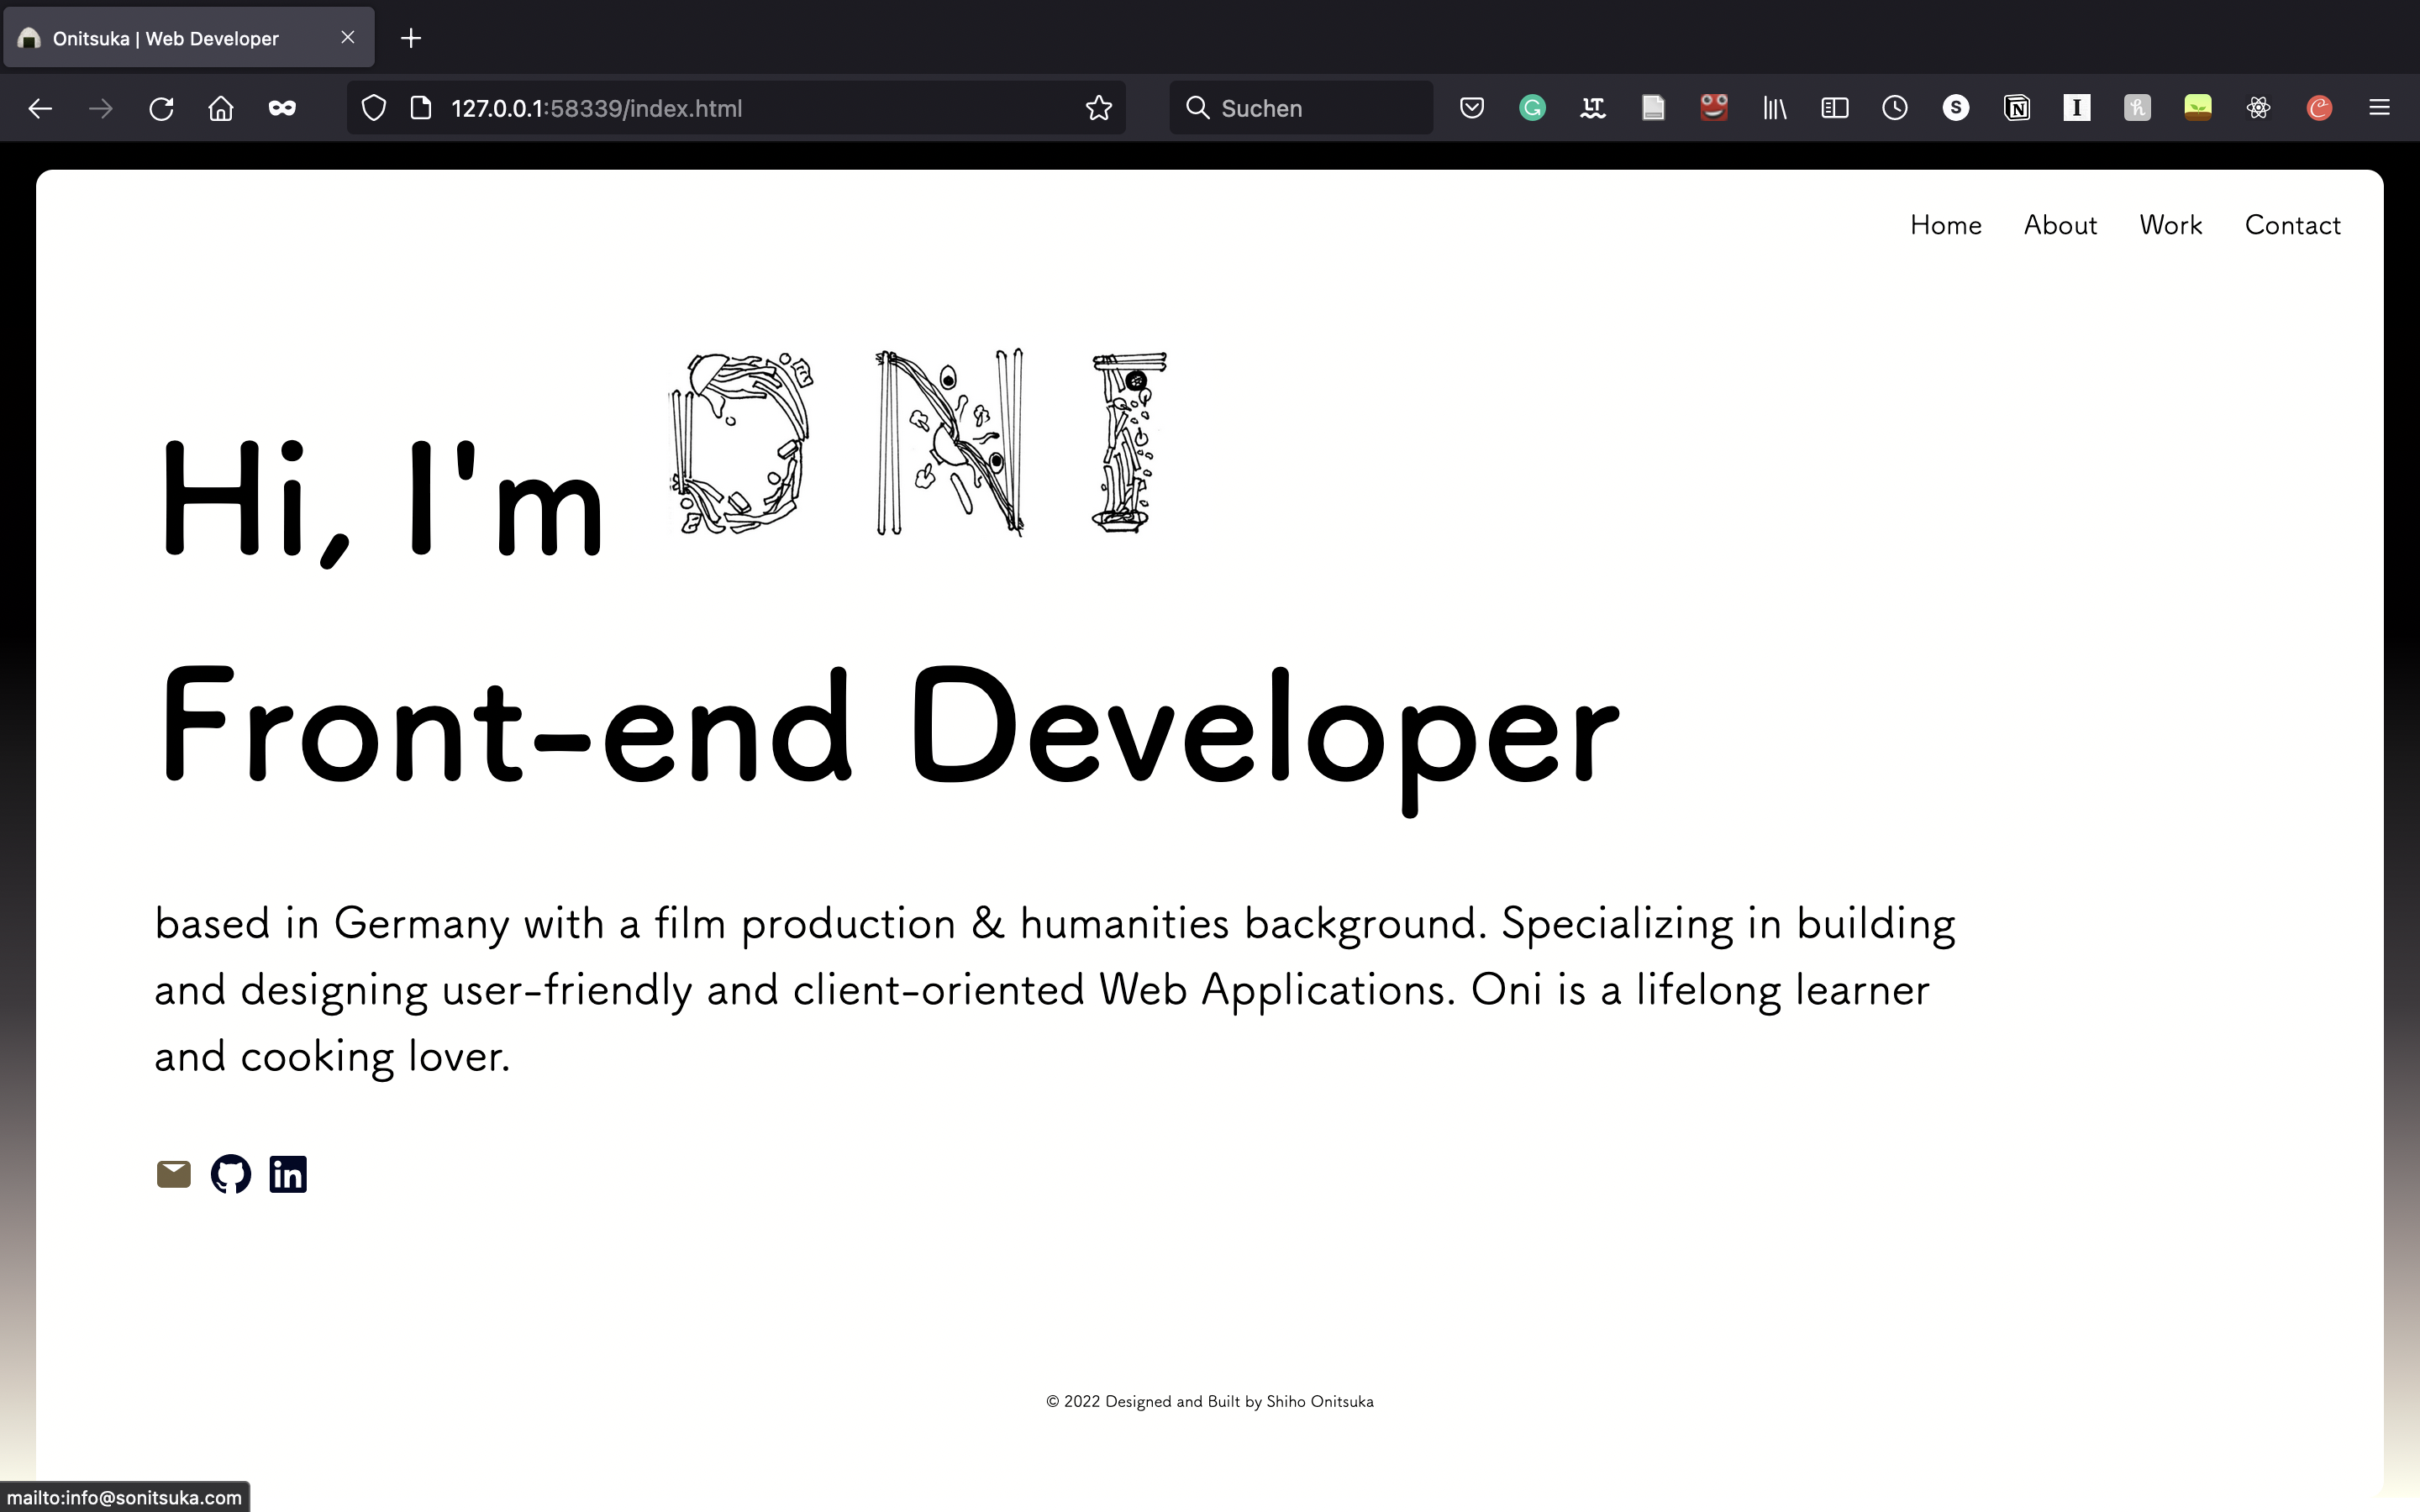 Onitsuka | Web Developer
127.0.0.1:58339/index.html
Suchen
Home About Work Contact
Hi, I'm ONI
Front-end Developer
based in Germany with a film production & humanities background. Specializing in building
and designing user-friendly and client-oriented Web Applications. Oni is a lifelong learner
and cooking lover.
in
© 2022 Designed and Built by Shiho Onitsuka
mailto:info@sonitsuka.com